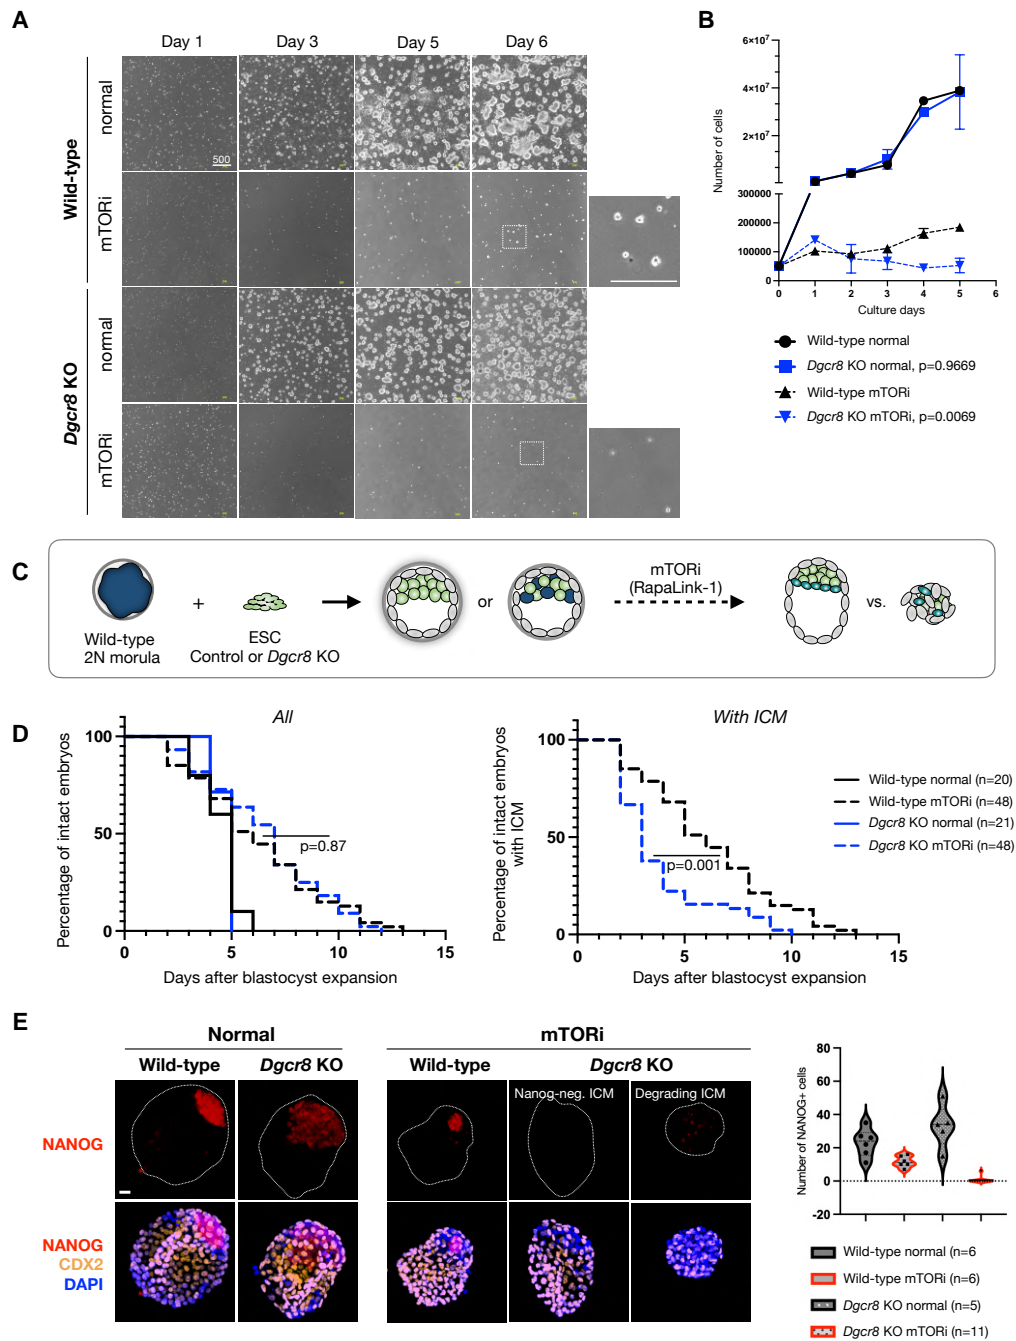 A
Day 1
Day 3
Day 5
Day 6
Wild-type
normal
500
mTORi
Dgcr8 KO
normal
mTORi
B
Number of cells
6×10⁷
4×10⁷
2×10⁷
300000
200000
100000
0
0 1 2 3 4 5 6
Culture days
Wild-type normal
Dgcr8 KO normal, p=0.9669
Wild-type mTORi
Dgcr8 KO mTORi, p=0.0069
C
Wild-type
2N morula
+
ESC
Control or Dgcr8 KO
or
mTORi
(RapaLink-1)
vs.
D
All
Percentage of intact embryos
100
50
0
p=0.87
0 5 10 15
Days after blastocyst expansion
With ICM
Percentage of intact embryos
with ICM
100
50
0
p=0.001
0 5 10 15
Days after blastocyst expansion
Wild-type normal (n=20)
Wild-type mTORi (n=48)
Dgcr8 KO normal (n=21)
Dgcr8 KO mTORi (n=48)
E
Normal
mTORi
Wild-type
Dgcr8 KO
Wild-type
Dgcr8 KO
Nanog-neg. ICM
Degrading ICM
NANOG
NANOG
CDX2
DAPI
Number of NANOG+ cells
80
60
40
20
0
-20
Wild-type normal (n=6
Wild-type mTORi (n=6)
Dgcr8 KO normal (n=5)
Dgcr8 KO mTORi (n=11)